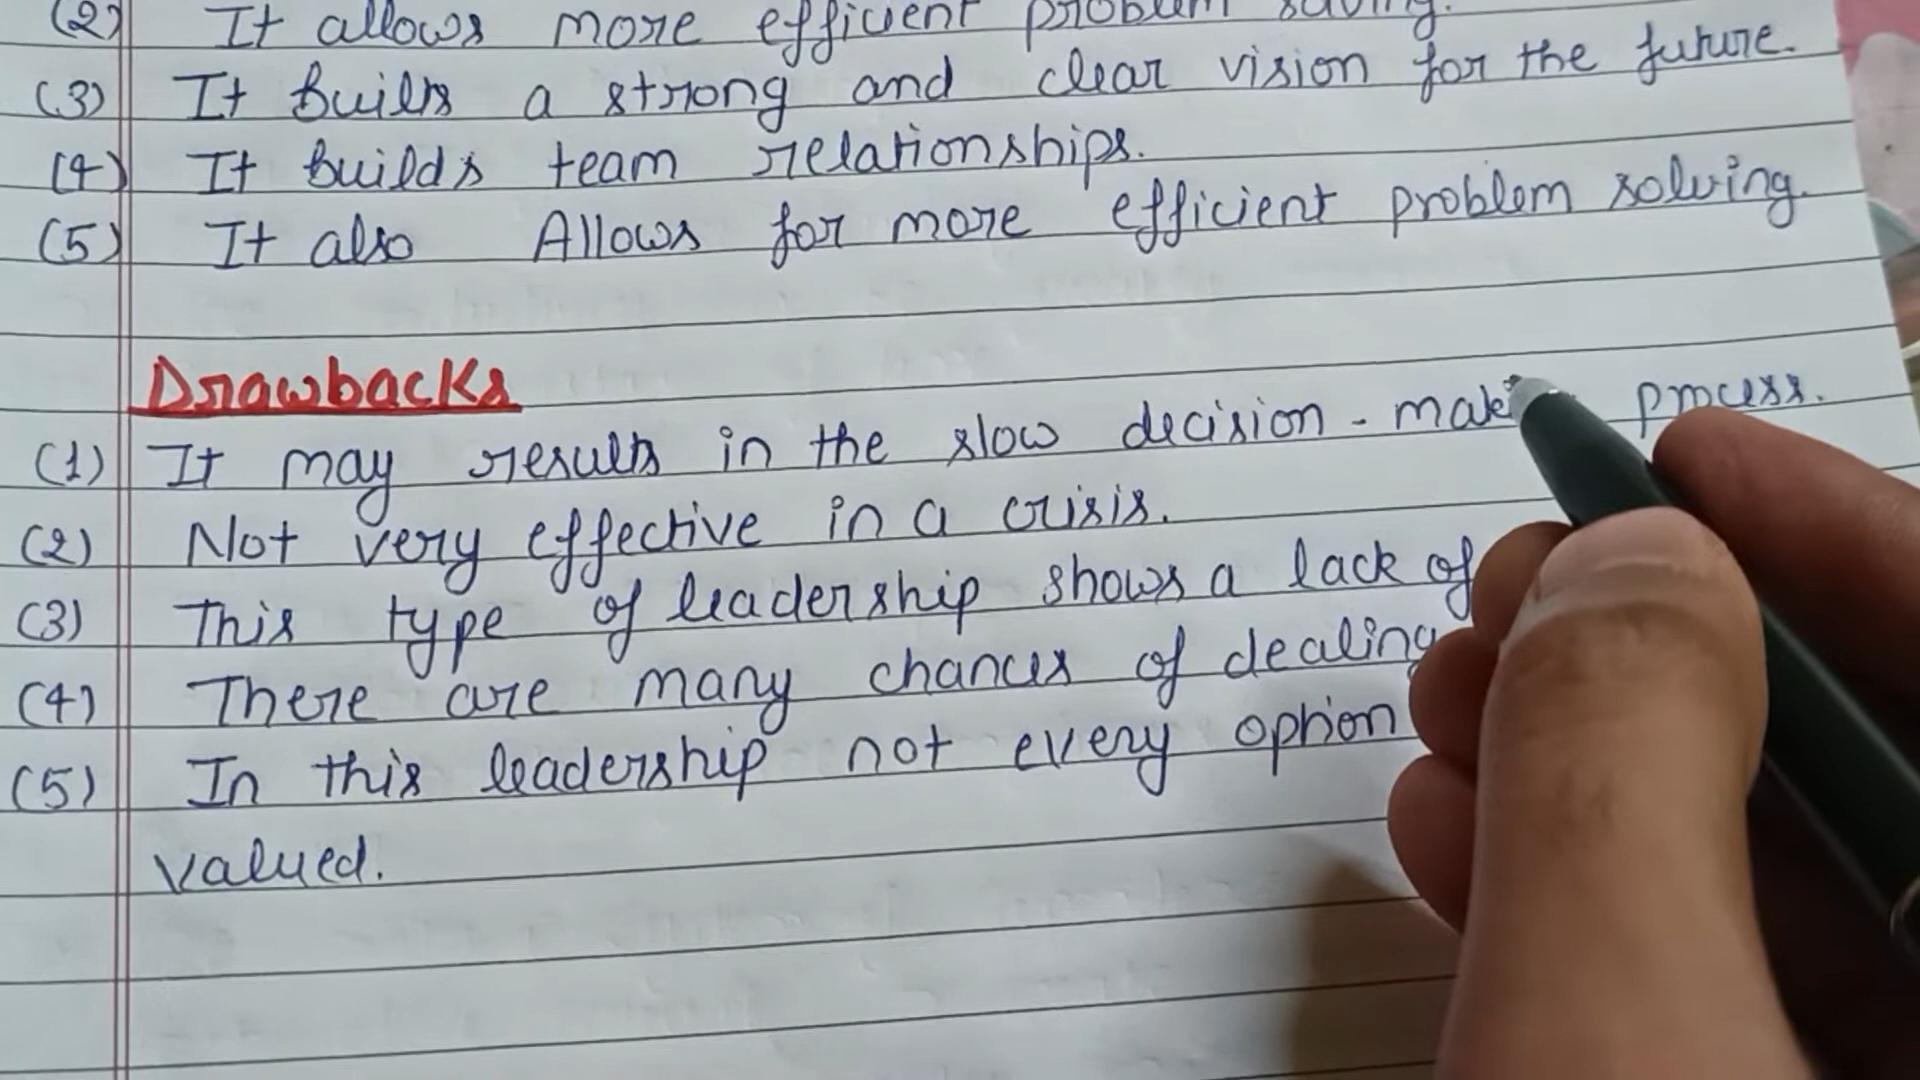 (2) It allows more efficient problem solving.
(3) It builts a strong and clear vision for the future.
(4) It builds team relationships.
(5) It also Allows for more efficient problem solving.
Drawbacks
(1) It may results in the slow decision - process.
(2) Not very effective in a crisis.
(3) This type of leadership shows a lack of
(4) There are many chances of dealing
(5) In this leadership not every option
valued.